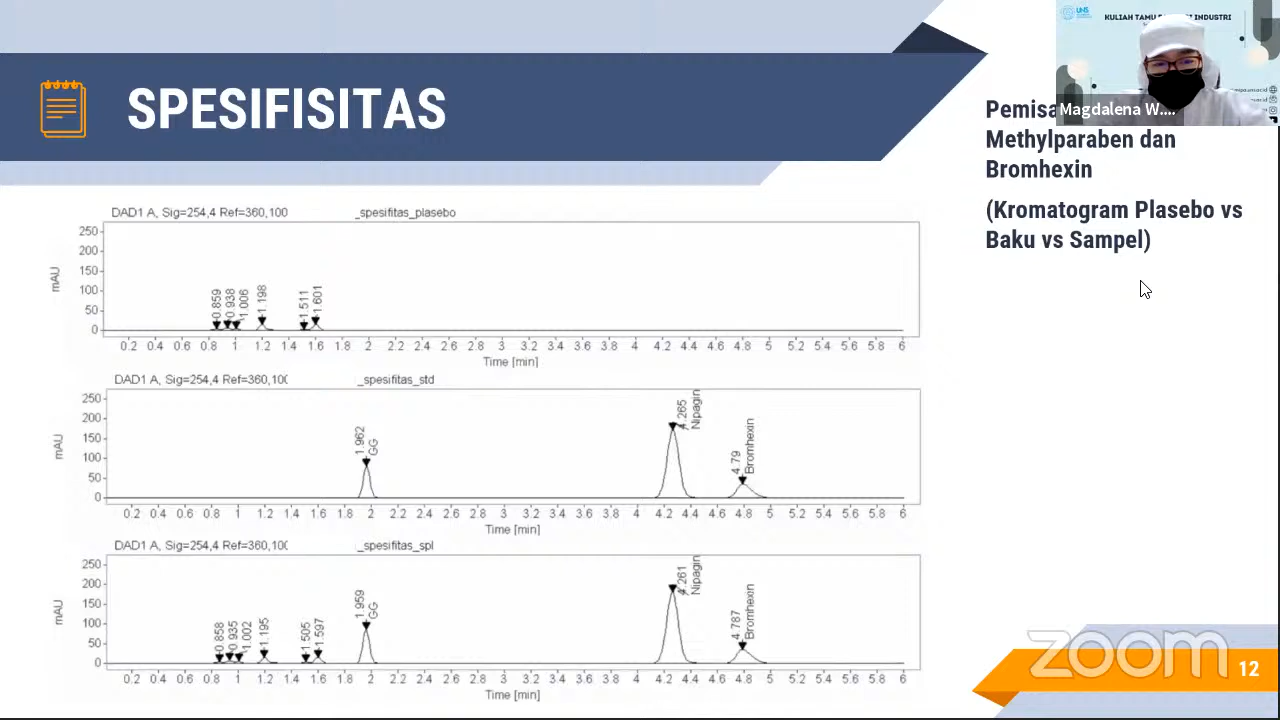 SPESIFISITAS
UNS
KULIAH TAMU INDUSTRI
Magdalena W....
Methylparaben dan
Bromhexin
(Kromatogram Plasebo vs
Baku vs Sampel)
DAD1 A, Sig=254,4 Ref=360,100 _spesifitas_plasebo
mAU
250
200
150
100
50
0
0.859
0.938
1.006
1.198
1.511
1.601
0.2 0.4 0.6 0.8 1 1.2 1.4 1.6 1.8 2 2.2 2.4 2.6 2.8 3 3.2 3.4 3.6 3.8 4 4.2 4.4 4.6 4.8 5 5.2 5.4 5.6 5.8 6
Time [min]
DAD1 A, Sig=254,4 Ref=360,100 _spesifitas_std
mAU
250
200
150
100
50
0
1.962
GG
4.265
Nipagin
4.79
Bromhexin
0.2 0.4 0.6 0.8 1 1.2 1.4 1.6 1.8 2 2.2 2.4 2.6 2.8 3 3.2 3.4 3.6 3.8 4 4.2 4.4 4.6 4.8 5 5.2 5.4 5.6 5.8 6
Time [min]
DAD1 A, Sig=254,4 Ref=360,100 _spesifitas_spl
mAU
250
200
150
100
50
0
0.858
0.935
1.002
1.195
1.505
1.597
1.959
GG
4.261
Nipagin
4.787
Bromhexin
0.2 0.4 0.6 0.8 1 1.2 1.4 1.6 1.8 2 2.2 2.4 2.6 2.8 3 3.2 3.4 3.6 3.8 4 4.2 4.4 4.6 4.8 5 5.2 5.4 5.6 5.8 6
Time [min]
zoom
12